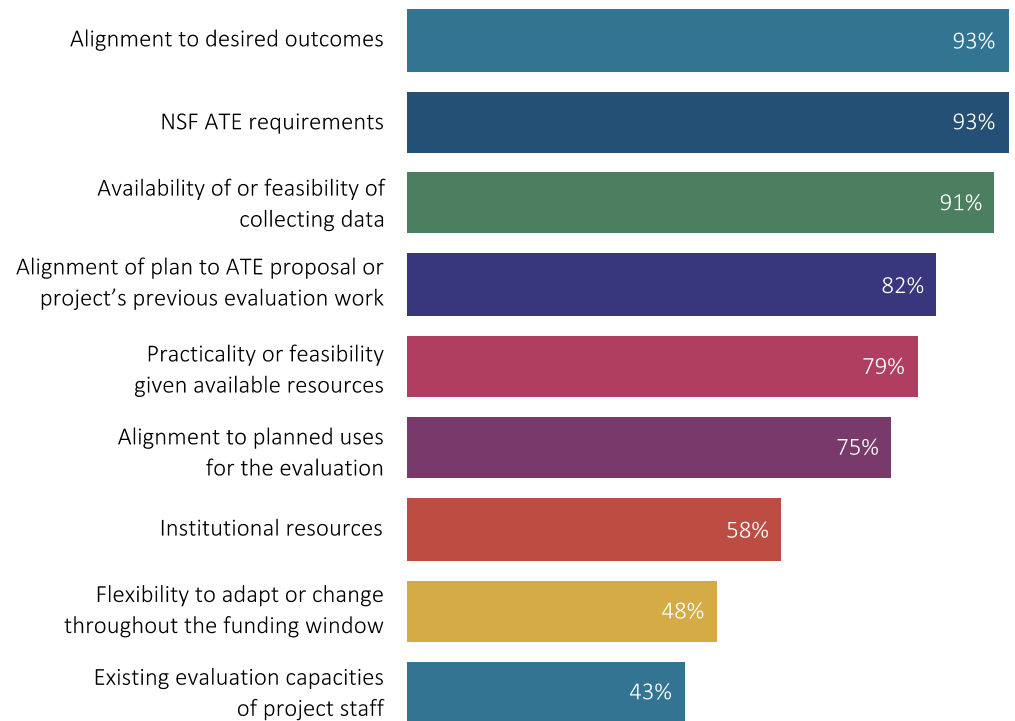 Alignment to desired outcomes
93%
NSF ATE requirements
93%
Availability of or feasibility of
collecting data
91%
Alignment of plan to ATE proposal or
project’s previous evaluation work
82%
Practicality or feasibility
given available resources
79%
Alignment to planned uses
for the evaluation
75%
Institutional resources
58%
Flexibility to adapt or change
throughout the funding window
48%
Existing evaluation capacities
of project staff
43%